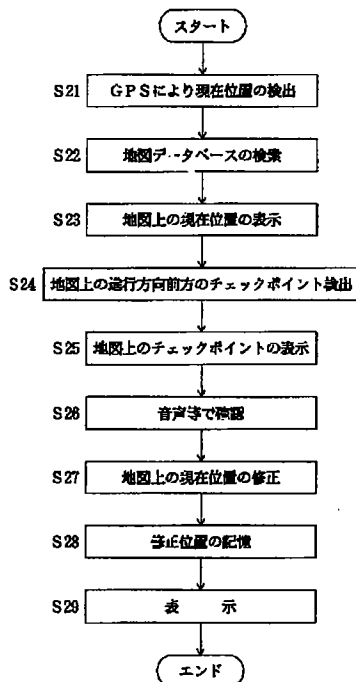 スタート
S21 GPSにより現在位置の検出
S22 地図データベースの検索
S23 地図上の現在位置の表示
S24 地図上の進行方向前方のチェックポイント検出
S25 地図上のチェックポイントの表示
S26 音声等で確認
S27 地図上の現在位置の修正
S28 修正位置の記憶
S29 表 示
エンド